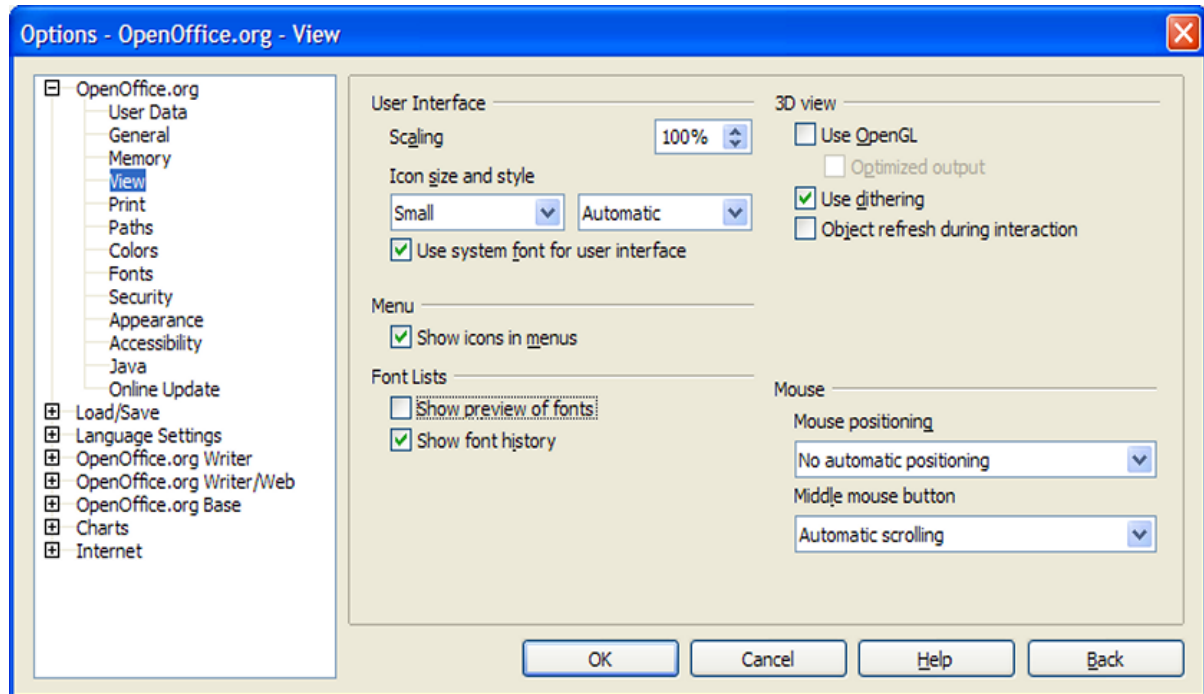 Options - OpenOffice.org - View
OpenOffice.org
User Data
General
Memory
View
Print
Paths
Colors
Fonts
Security
Appearance
Accessibility
Java
Online Update
Load/Save
Language Settings
OpenOffice.org Writer
OpenOffice.org Writer/Web
OpenOffice.org Base
Charts
Internet
User Interface
Scaling 100%
Icon size and style
Small Automatic
Use system font for user interface
Menu
Show icons in menus
Font Lists
Show preview of fonts
Show font history
3D view
Use OpenGL
Optimized output
Use dithering
Object refresh during interaction
Mouse
Mouse positioning
No automatic positioning
Middle mouse button
Automatic scrolling
OK Cancel Help Back